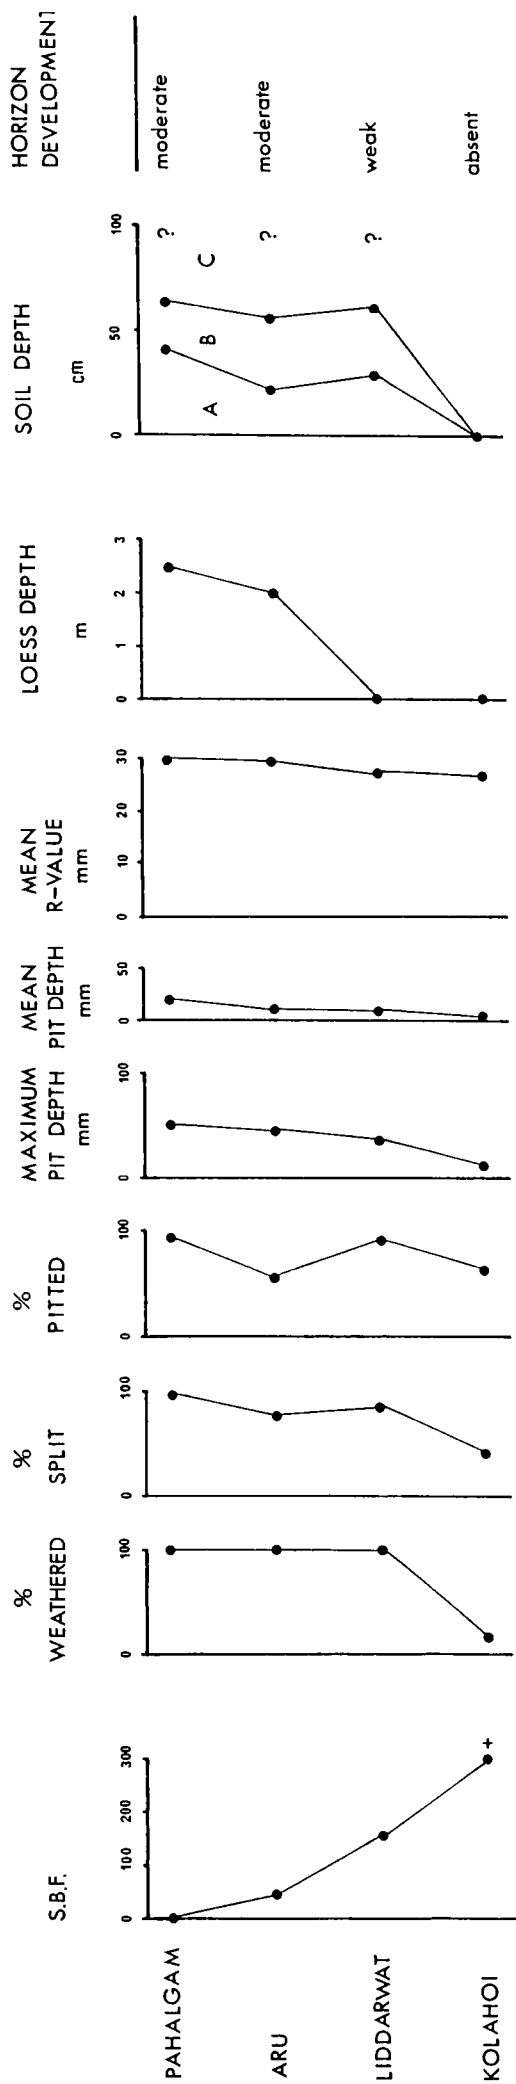 S.B.F.
0 100 200 300
+
%
WEATHERED
0 100
%
SPLIT
0 100
%
PITTED
0 100
MAXIMUM
PIT DEPTH
mm
0 100
MEAN
PIT DEPTH
mm
0 50
MEAN
R-VALUE
mm
0 10 20 30
LOESS DEPTH
m
0 1 2 3
SOIL DEPTH
cm
0 50 100
A B C
?
?
?
HORIZON
DEVELOPMENT
moderate
moderate
weak
absent
PAHALGAM
ARU
LIDDARWAT
KOLAHOI